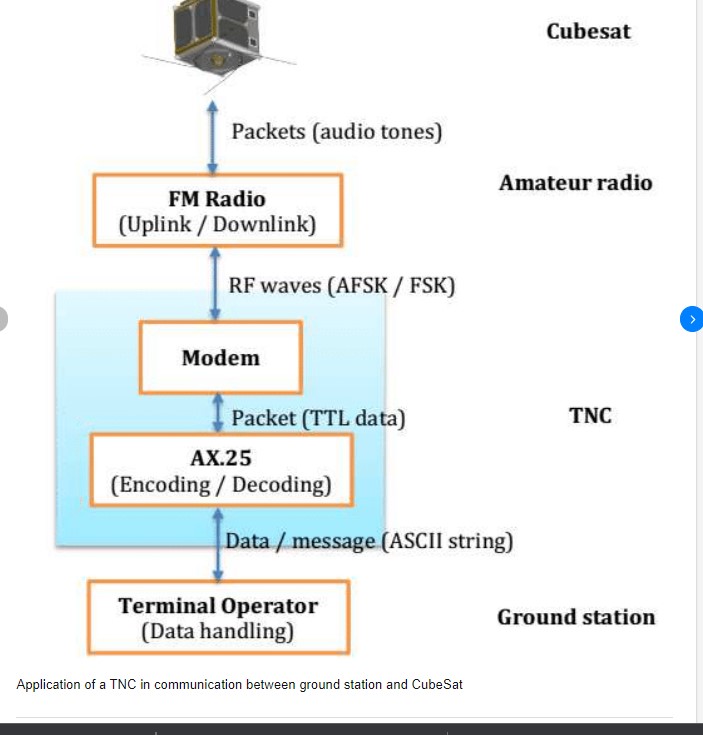 Cubesat
Packets (audio tones)
Amateur radio
FM Radio
(Uplink / Downlink)
RF waves (AFSK / FSK)
Modem
Packet (TTL data)
TNC
AX.25
(Encoding / Decoding)
Data / message (ASCII string)
Terminal Operator
(Data handling)
Ground station
Application of a TNC in communication between ground station and CubeSat